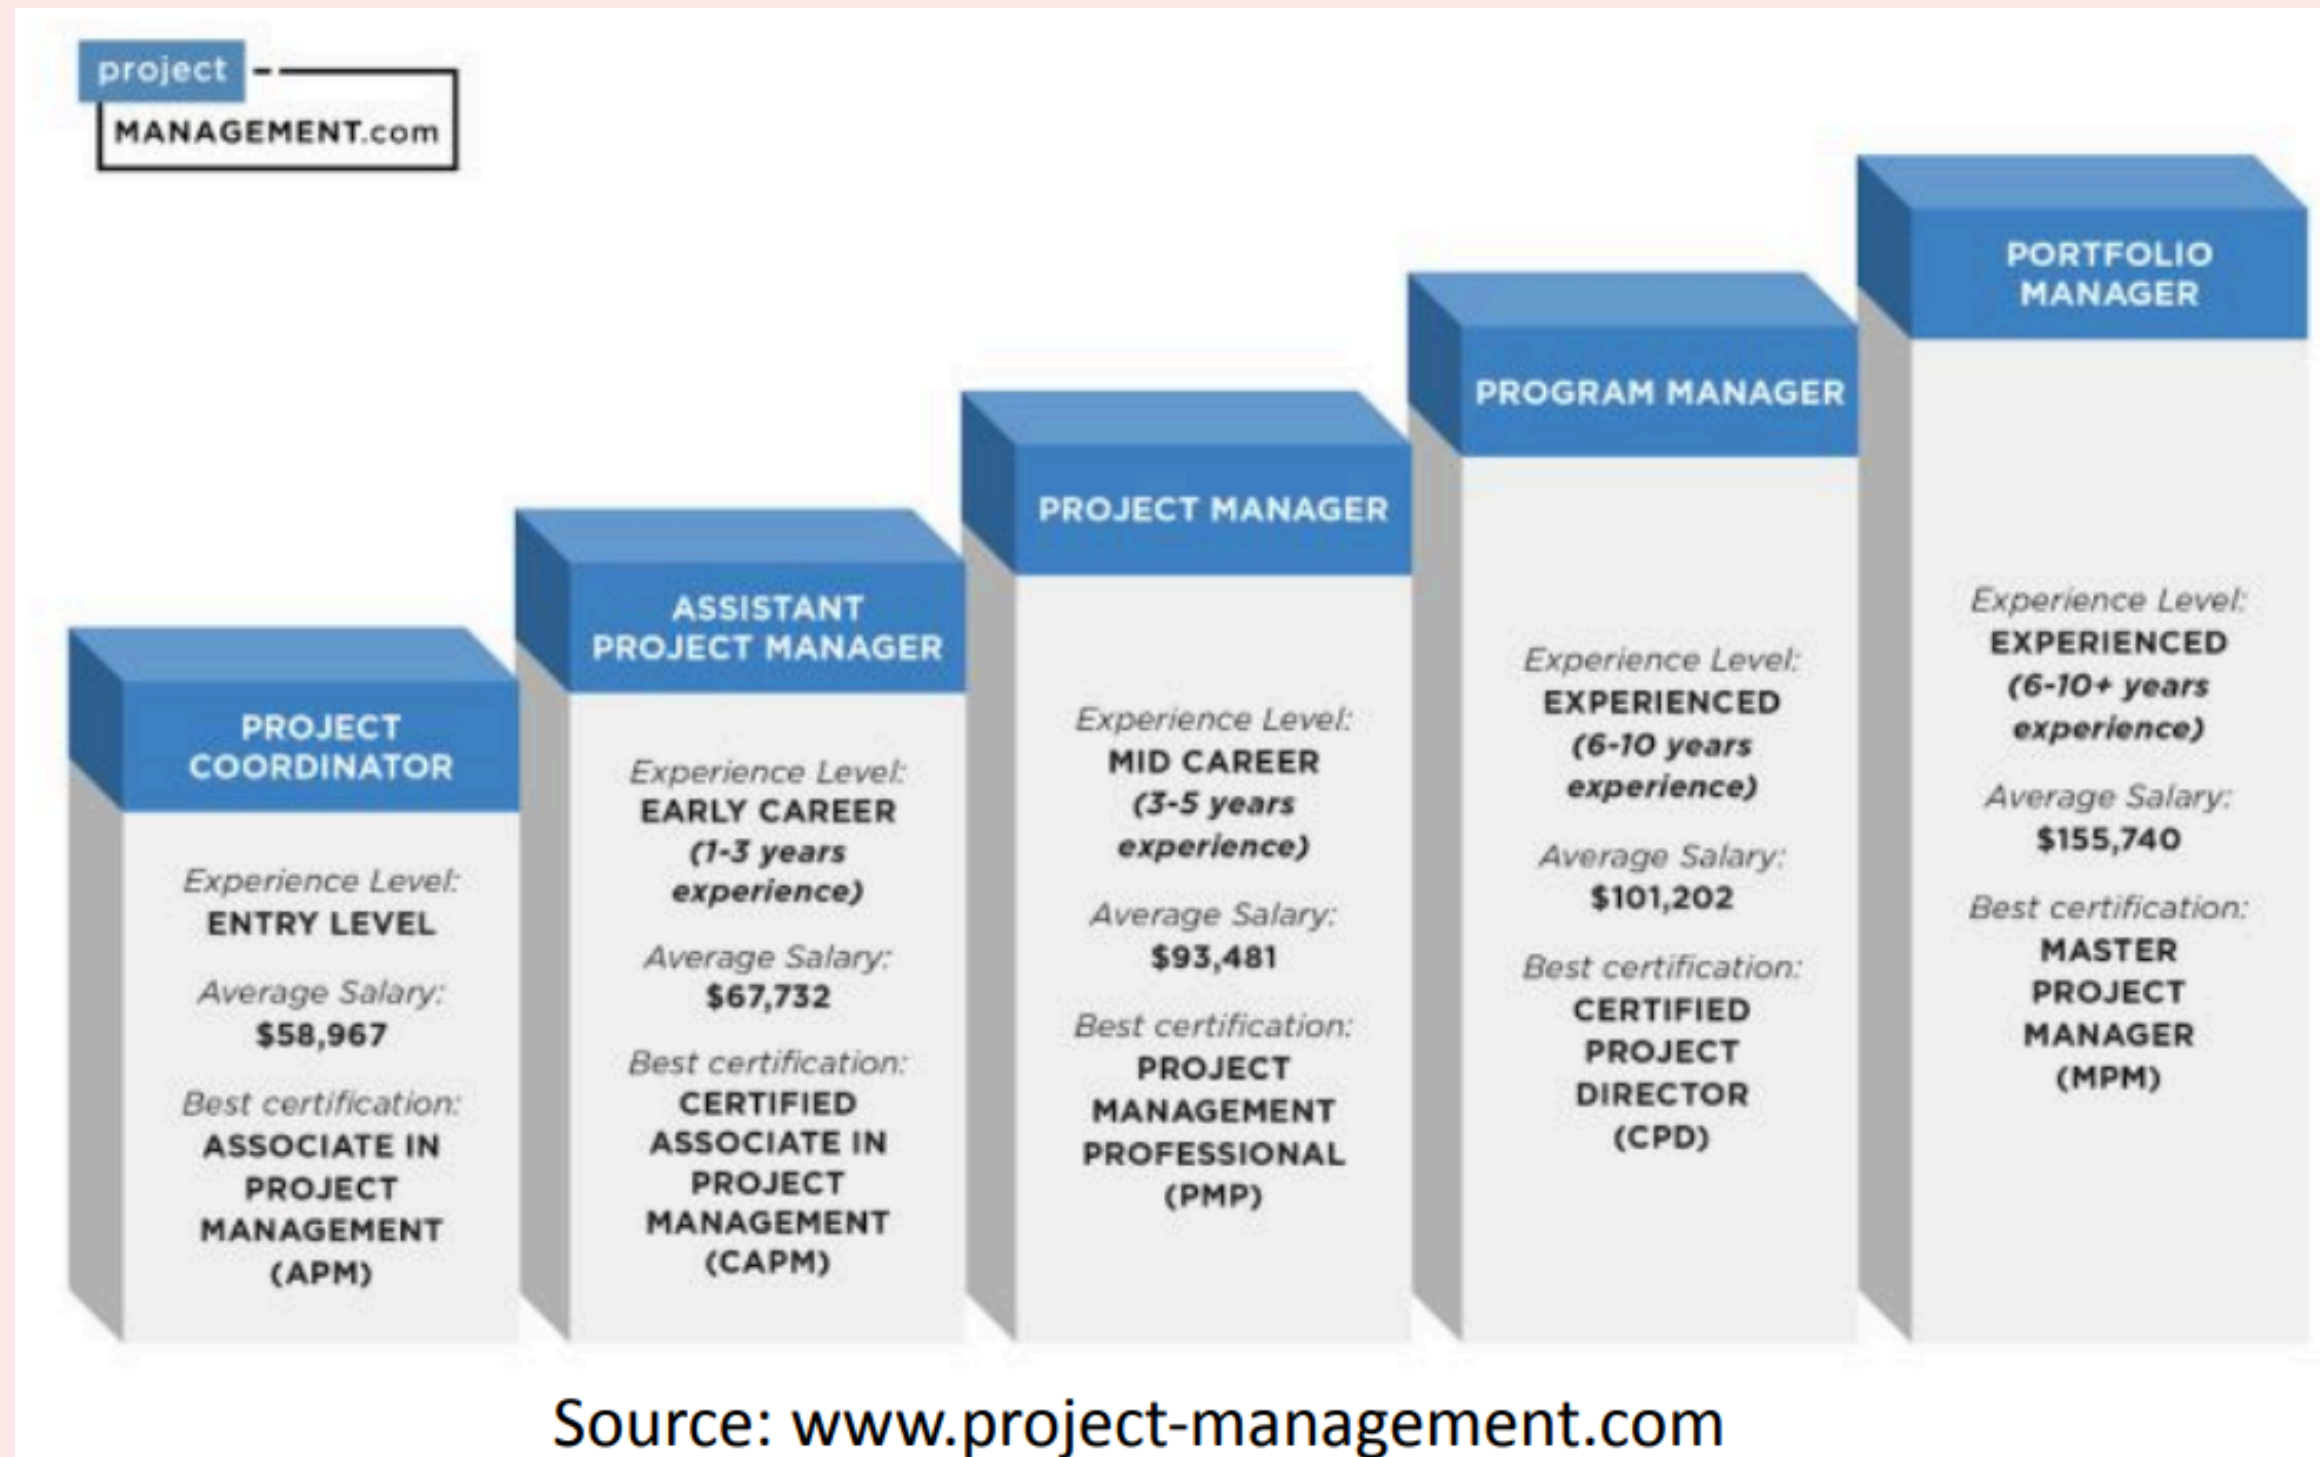 project
MANAGEMENT.com
PROJECT
COORDINATOR
Experience Level:
ENTRY LEVEL
Average Salary:
$58,967
Best certification:
ASSOCIATE IN
PROJECT
MANAGEMENT
(APM)
ASSISTANT
PROJECT MANAGER
Experience Level:
EARLY CAREER
(1-3 years
experience)
Average Salary:
$67,732
Best certification:
CERTIFIED
ASSOCIATE IN
PROJECT
MANAGEMENT
(CAPM)
PROJECT MANAGER
Experience Level:
MID CAREER
(3-5 years
experience)
Average Salary:
$93,481
Best certification:
PROJECT
MANAGEMENT
PROFESSIONAL
(PMP)
PROGRAM MANAGER
Experience Level:
EXPERIENCED
(6-10 years
experience)
Average Salary:
$101,202
Best certification:
CERTIFIED
PROJECT
DIRECTOR
(CPD)
PORTFOLIO
MANAGER
Experience Level:
EXPERIENCED
(6-10+ years
experience)
Average Salary:
$155,740
Best certification:
MASTER
PROJECT
MANAGER
(MPM)
Source: www.project-management.com